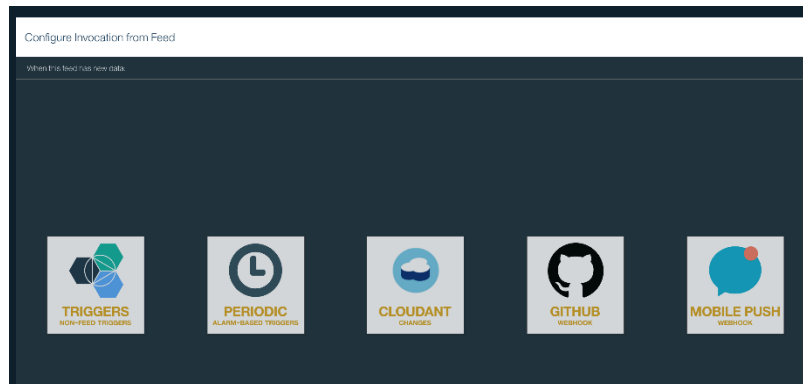 Configure Invocation from Feed
When this feed has new data:
TRIGGERS
NON-FEED TRIGGERS
PERIODIC
ALARM-BASED TRIGGERS
CLOUDANT
CHANGES
GITHUB
WEBHOOK
MOBILE PUSH
WEBHOOK